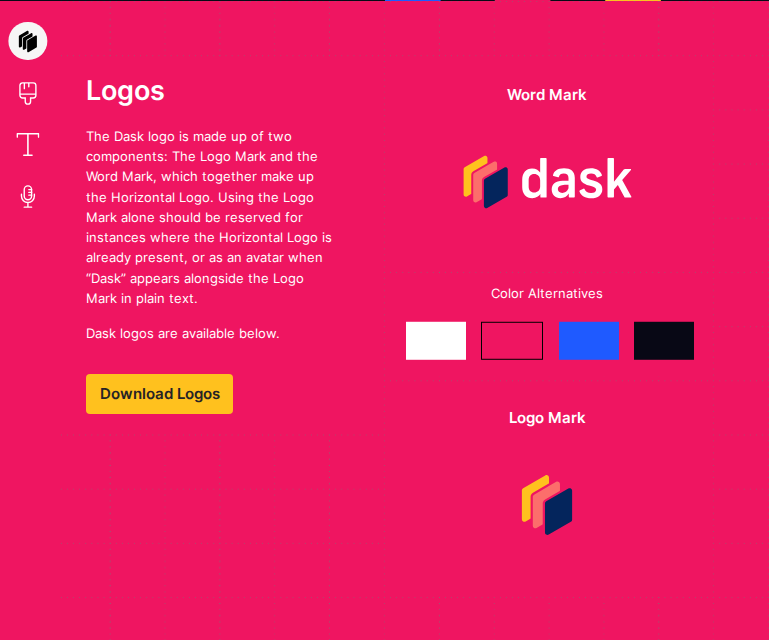 Logos
The Dask logo is made up of two
components: The Logo Mark and the
Word Mark, which together make up
the Horizontal Logo. Using the Logo
Mark alone should be reserved for
instances where the Horizontal Logo is
already present, or as an avatar when
“Dask” appears alongside the Logo
Mark in plain text.
Dask logos are available below.
Download Logos
Word Mark
dask
Color Alternatives
Logo Mark